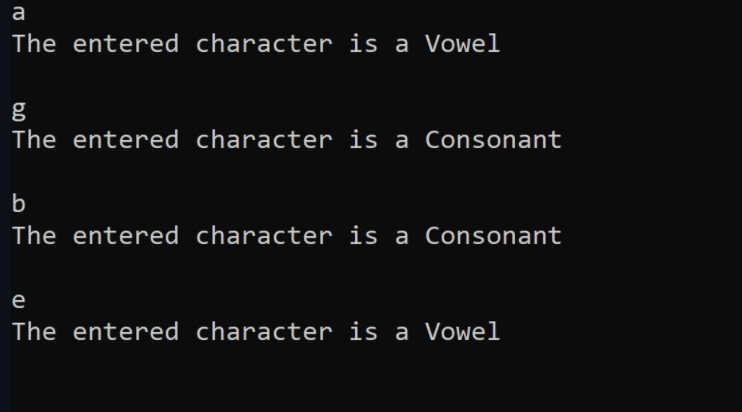 a
The entered character is a Vowel
g
The entered character is a Consonant
b
The entered character is a Consonant
e
The entered character is a Vowel